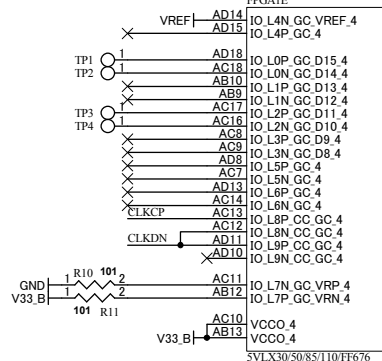 FPGATE
VREF AD14 IO_L4N_GC_VREF_4
AD15 IO_L4P_GC_4
TP1 1 AD18 IO_L0P_GC_D15_4
TP2 1 AC18 IO_L0N_GC_D14_4
AB10 IO_L1P_GC_D13_4
AB9 IO_L1N_GC_D12_4
TP3 1 AC17 IO_L2P_GC_D11_4
TP4 1 AC16 IO_L2N_GC_D10_4
AC8 IO_L3P_GC_D9_4
AC9 IO_L3N_GC_D8_4
AD8 IO_L5P_GC_4
AC7 IO_L5N_GC_4
AD13 IO_L6P_GC_4
AC14 IO_L6N_GC_4
CLKCP AC13 IO_L8P_CC_GC_4
AC12 IO_L8N_CC_GC_4
CLKDN AD11 IO_L9P_CC_GC_4
AD10 IO_L9N_CC_GC_4
GND 1 R10 101 2 AC11 IO_L7N_GC_VRP_4
V33_B 1 101 R11 2 AB12 IO_L7P_GC_VRN_4
AC10 VCCO_4
V33_B AB13 VCCO_4
5VLX30/50/85/110/FF676